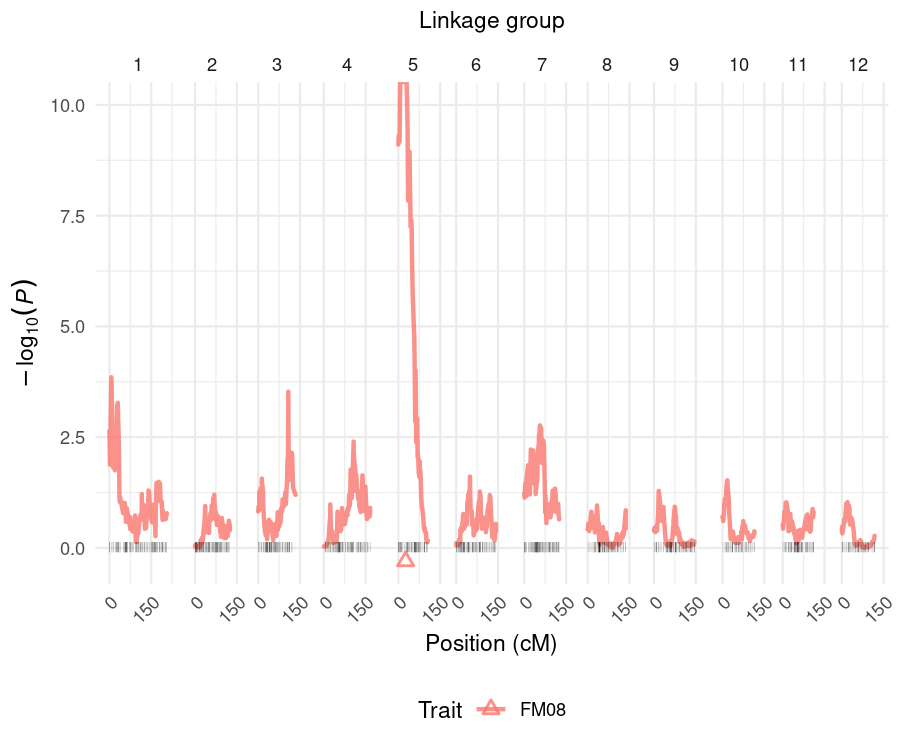 Linkage group
1 2 3 4 5 6 7 8 9 10 11 12
10.0
7.5
5.0
2.5
0.0
− log10(P)
0 150 0 150 0 150 0 150 0 150 0 150 0 150 0 150 0 150 0 150 0 150 0 150
Position (cM)
Trait FM08